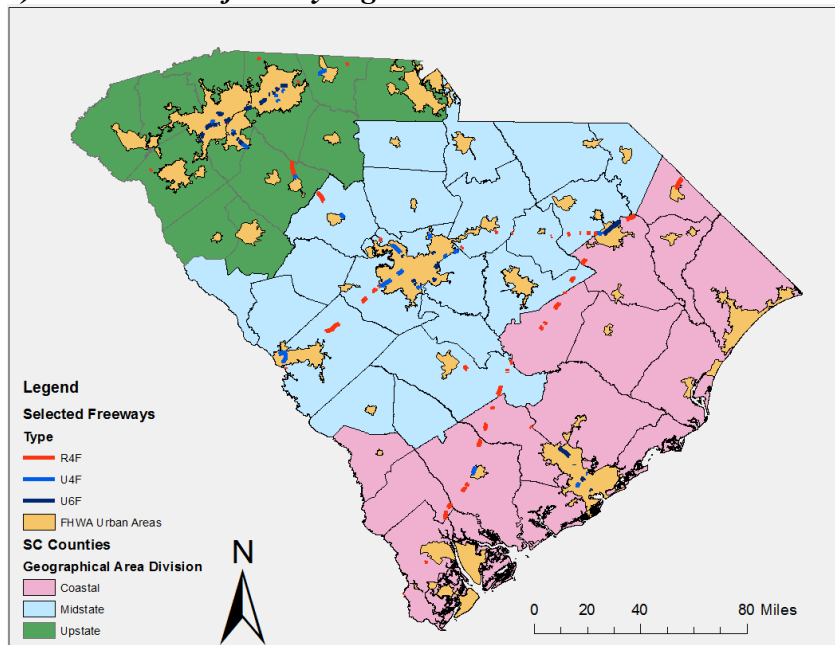 Legend
Selected Freeways
Type
R4F
U4F
U6F
FHWA Urban Areas
SC Counties
Geographical Area Division
Coastal
Midstate
Upstate
N
0 20 40 80 Miles